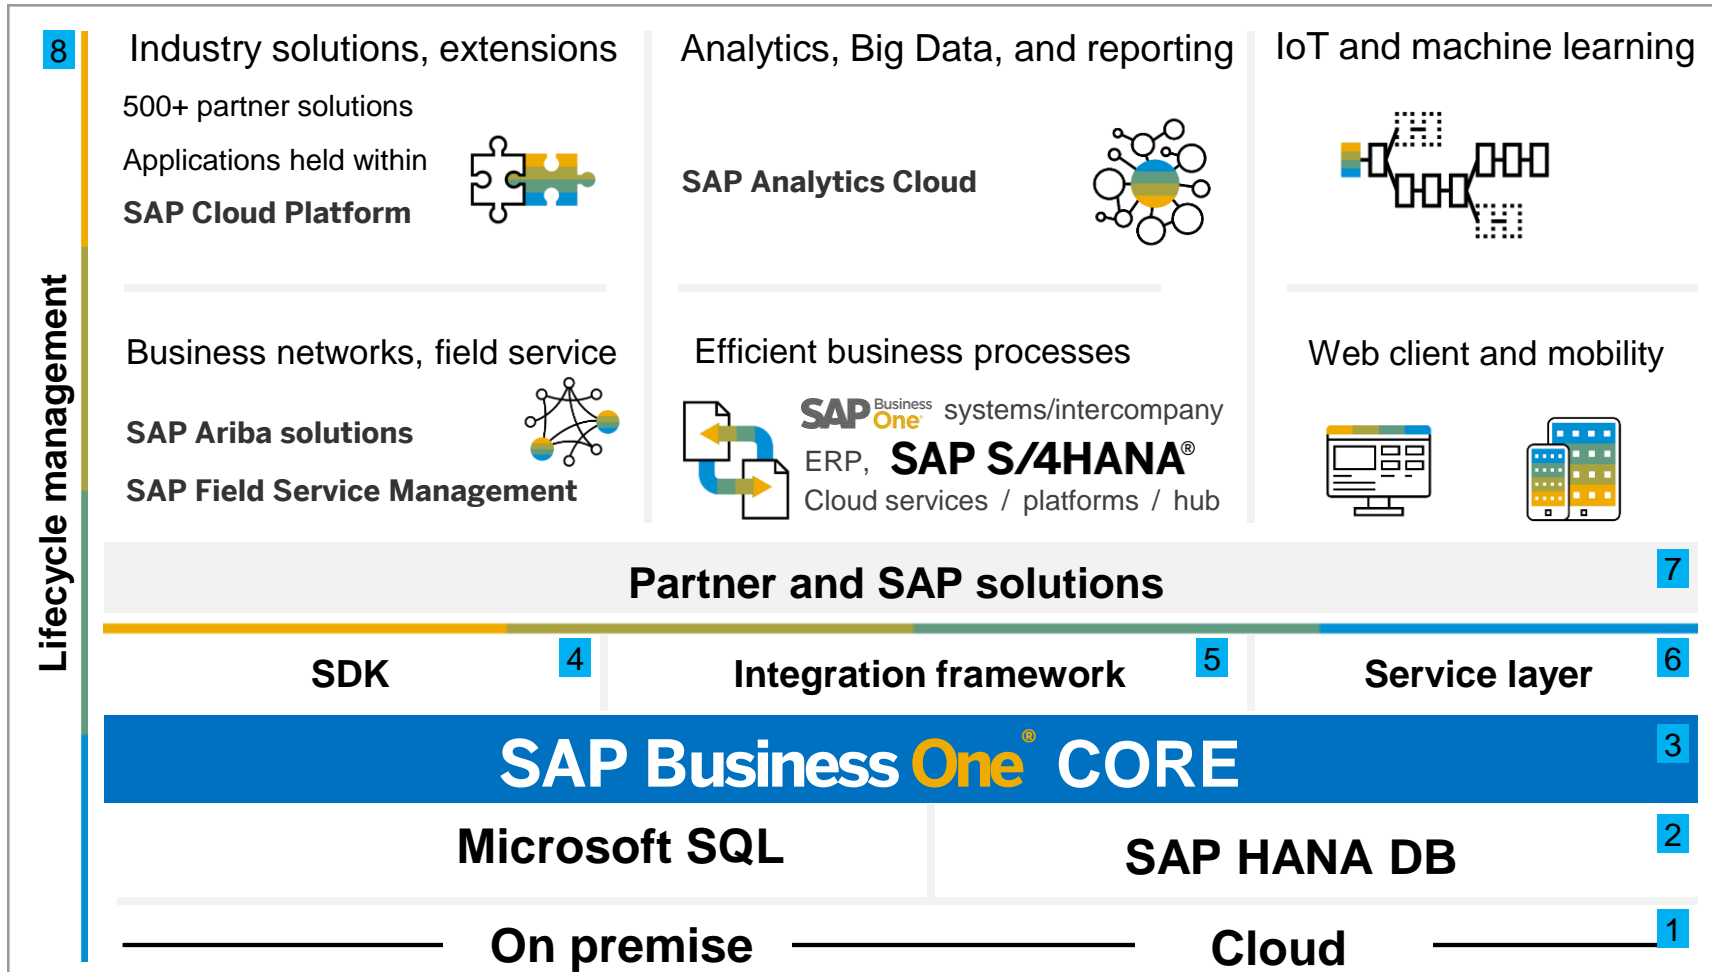 8
Lifecycle management
Industry solutions, extensions
500+ partner solutions
Applications held within
SAP Cloud Platform
Analytics, Big Data, and reporting
SAP Analytics Cloud
IoT and machine learning
Business networks, field service
SAP Ariba solutions
SAP Field Service Management
Efficient business processes
SAP Business One® systems/intercompany
ERP, SAP S/4HANA®
Cloud services / platforms / hub
Web client and mobility
Partner and SAP solutions
7
SDK
4
Integration framework
5
Service layer
6
SAP Business One® CORE
3
Microsoft SQL
SAP HANA DB
2
On premise
Cloud
1